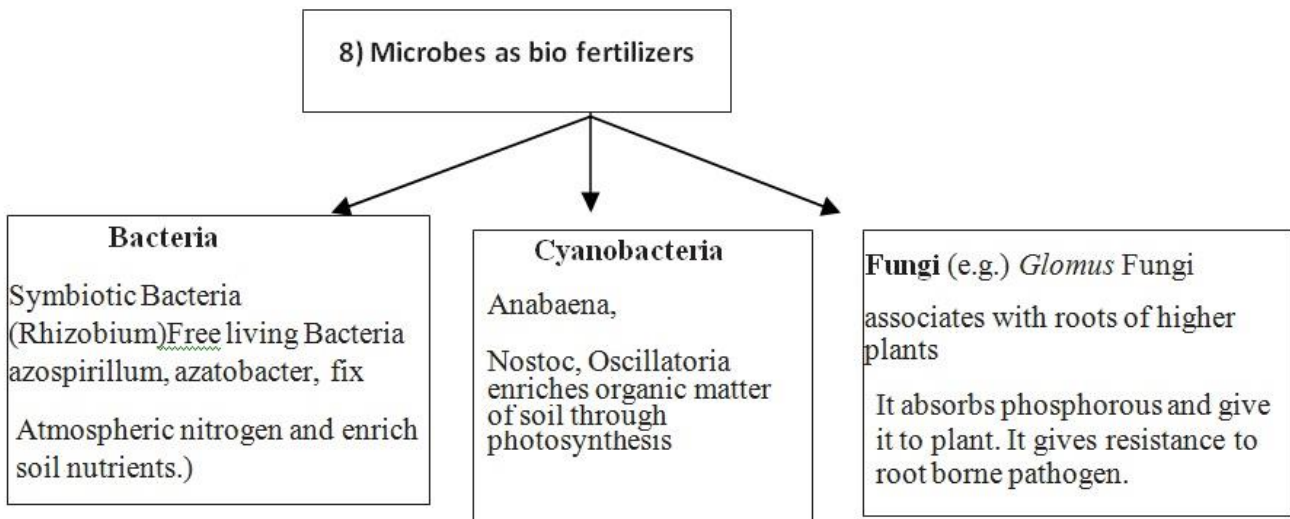 8) Microbes as bio fertilizers
Bacteria
Symbiotic Bacteria
(Rhizobium)Free living Bacteria
azospirillum, azatobacter, fix
Atmospheric nitrogen and enrich
soil nutrients.)
Cyanobacteria
Anabaena,
Nostoc, Oscillatoria
enriches organic matter
of soil through
photosynthesis
Fungi (e.g.) Glomus Fungi
associates with roots of higher
plants
It absorbs phosphorous and give
it to plant. It gives resistance to
root borne pathogen.